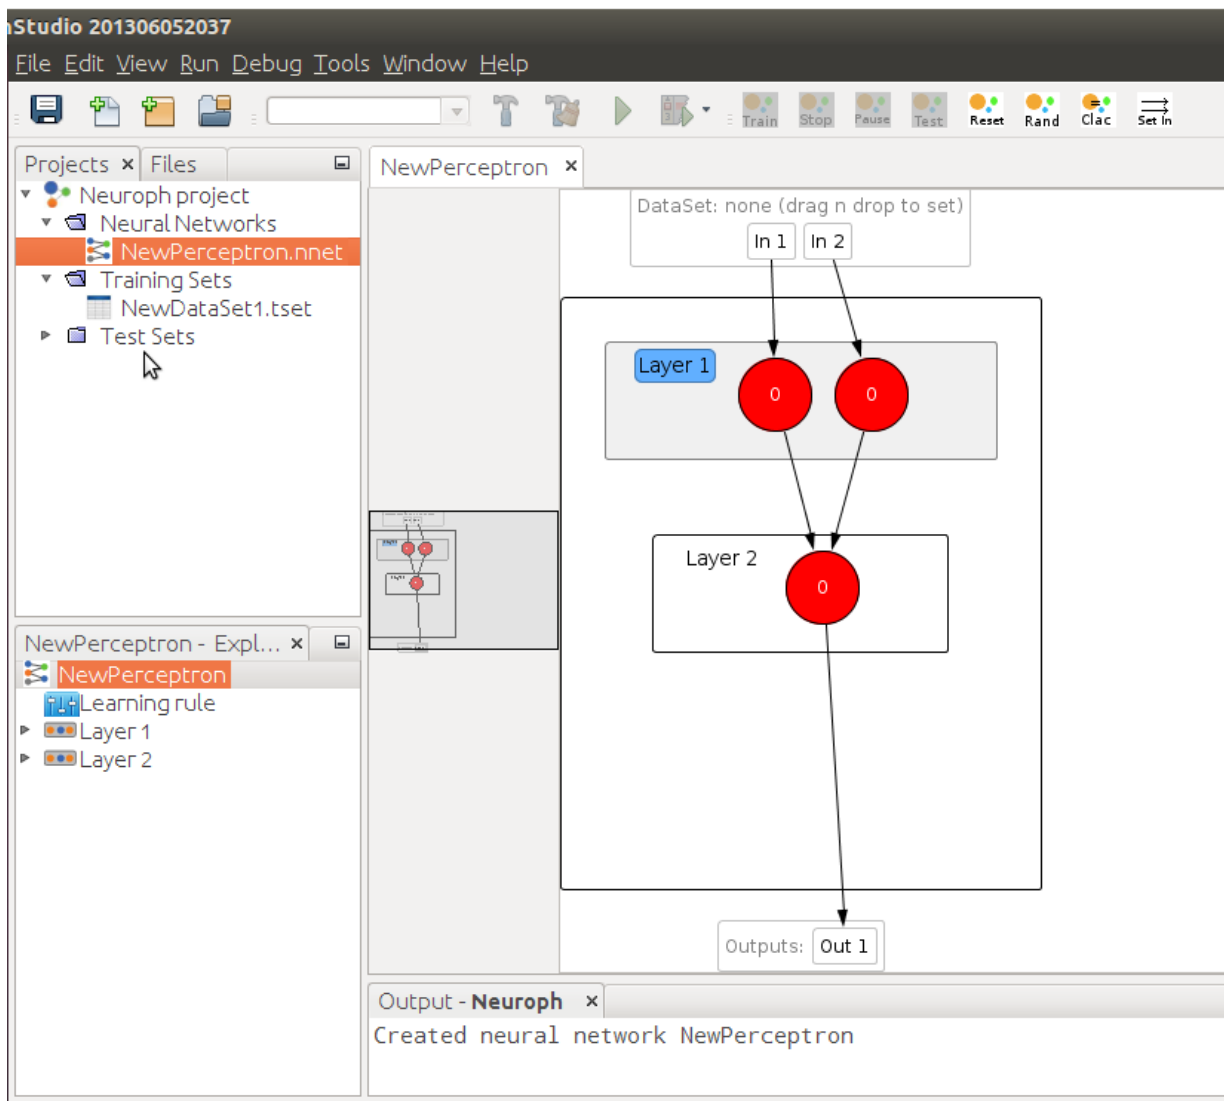 nStudio 201306052037
File Edit View Run Debug Tools Window Help
Train Stop Pause Test Reset Rand Clac Set In
Projects × Files
NewPerceptron ×
Neuroph project
Neural Networks
NewPerceptron.nnet
Training Sets
NewDataSet1.tset
Test Sets
DataSet: none (drag n drop to set)
In 1 In 2
Layer 1
0 0
Layer 2
0
Outputs: Out 1
NewPerceptron - Expl... ×
NewPerceptron
Learning rule
Layer 1
Layer 2
Output - Neuroph ×
Created neural network NewPerceptron